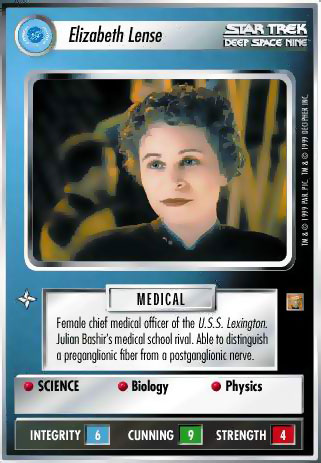 Elizabeth Lense
STAR TREK
DEEP SPACE NINE
TM & © 1999 PAR. PIC. TM & © 1999 DECIPHER INC.
MEDICAL
Female chief medical officer of the U.S.S. Lexington.
Julian Bashir's medical school rival. Able to distinguish
a preganglionic fiber from a postganglionic nerve.
SCIENCE Biology Physics
INTEGRITY 6 CUNNING 9 STRENGTH 4